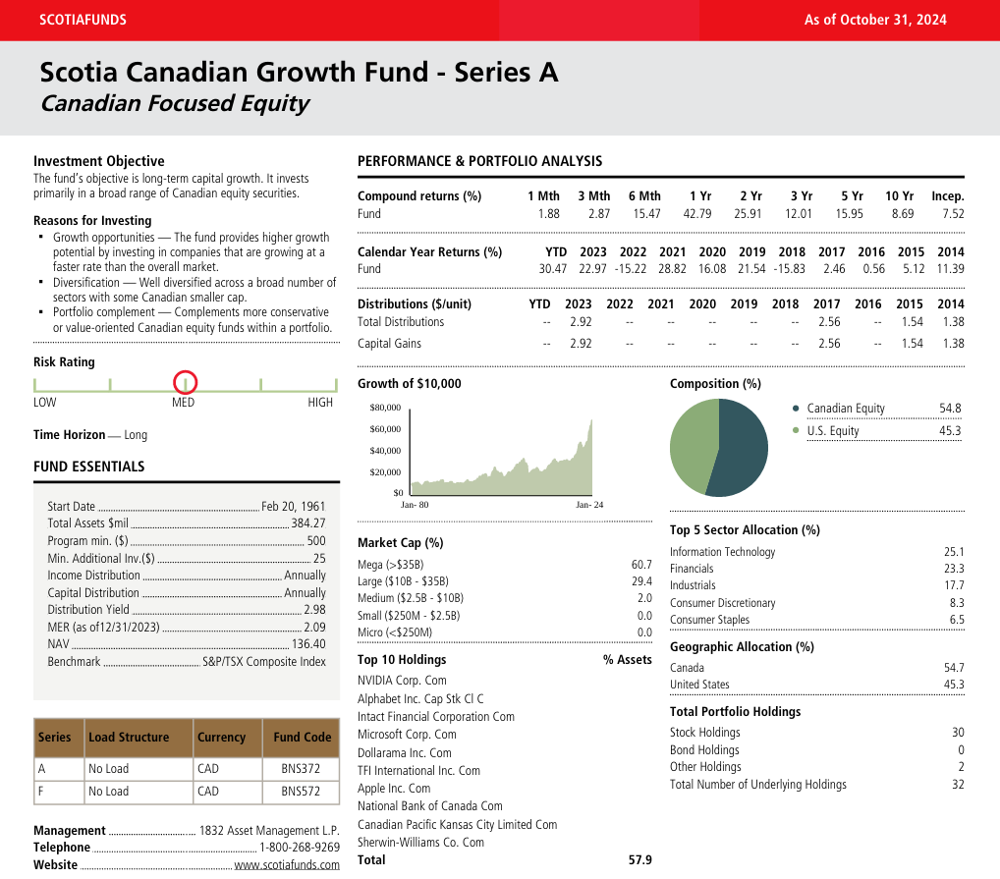 SCOTIAFUNDS
As of October 31, 2024
Scotia Canadian Growth Fund - Series A
Canadian Focused Equity
Investment Objective
The fund's objective is long-term capital growth. It invests
primarily in a broad range of Canadian equity securities.
Reasons for Investing
▪ Growth opportunities — The fund provides higher growth
potential by investing in companies that are growing at a
faster rate than the overall market.
▪ Diversification — Well diversified across a broad number of
sectors with some Canadian smaller cap.
▪ Portfolio complement — Complements more conservative
or value-oriented Canadian equity funds within a portfolio.
Risk Rating
LOW MED HIGH
Time Horizon — Long
FUND ESSENTIALS
Start Date Feb 20, 1961
Total Assets $mil 384.27
Program min. ($) 500
Min. Additional Inv.($) 25
Income Distribution Annually
Capital Distribution Annually
Distribution Yield 2.98
MER (as of12/31/2023) 2.09
NAV 136.40
Benchmark S&P/TSX Composite Index
Series Load Structure Currency Fund Code
A No Load CAD BNS372
F No Load CAD BNS572
Management 1832 Asset Management L.P.
Telephone 1-800-268-9269
Website www.scotiafunds.com
PERFORMANCE & PORTFOLIO ANALYSIS
Compound returns (%) 1 Mth 3 Mth 6 Mth 1 Yr 2 Yr 3 Yr 5 Yr 10 Yr Incep.
Fund 1.88 2.87 15.47 42.79 25.91 12.01 15.95 8.69 7.52
Calendar Year Returns (%) YTD 2023 2022 2021 2020 2019 2018 2017 2016 2015 2014
Fund 30.47 22.97 -15.22 28.82 16.08 21.54 -15.83 2.46 0.56 5.12 11.39
Distributions ($/unit) YTD 2023 2022 2021 2020 2019 2018 2017 2016 2015 2014
Total Distributions -- 2.92 -- -- -- -- -- 2.56 -- 1.54 1.38
Capital Gains -- 2.92 -- -- -- -- -- 2.56 -- 1.54 1.38
Growth of $10,000
$80,000
$60,000
$40,000
$20,000
$0
Jan- 80 Jan- 24
Market Cap (%)
Mega (>$35B) 60.7
Large ($10B - $35B) 29.4
Medium ($2.5B - $10B) 2.0
Small ($250M - $2.5B) 0.0
Micro (<$250M) 0.0
Top 10 Holdings % Assets
NVIDIA Corp. Com
Alphabet Inc. Cap Stk Cl C
Intact Financial Corporation Com
Microsoft Corp. Com
Dollarama Inc. Com
TFI International Inc. Com
Apple Inc. Com
National Bank of Canada Com
Canadian Pacific Kansas City Limited Com
Sherwin-Williams Co. Com
Total 57.9
Composition (%)
Canadian Equity 54.8
U.S. Equity 45.3
Top 5 Sector Allocation (%)
Information Technology 25.1
Financials 23.3
Industrials 17.7
Consumer Discretionary 8.3
Consumer Staples 6.5
Geographic Allocation (%)
Canada 54.7
United States 45.3
Total Portfolio Holdings
Stock Holdings 30
Bond Holdings 0
Other Holdings 2
Total Number of Underlying Holdings 32